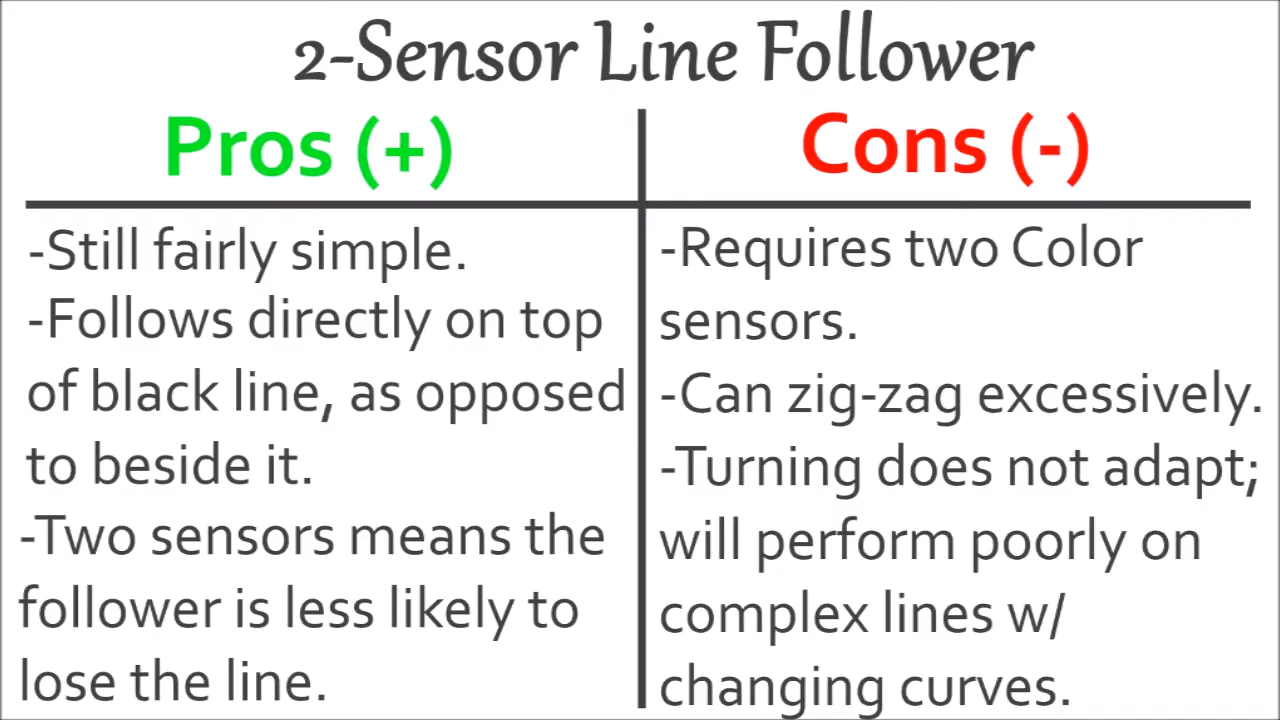 2-Sensor Line Follower
Pros (+)
-Still fairly simple.
-Follows directly on top
of black line, as opposed
to beside it.
-Two sensors means the
follower is less likely to
lose the line.
Cons (-)
-Requires two Color
sensors.
-Can zig-zag excessively.
-Turning does not adapt;
will perform poorly on
complex lines w/
changing curves.